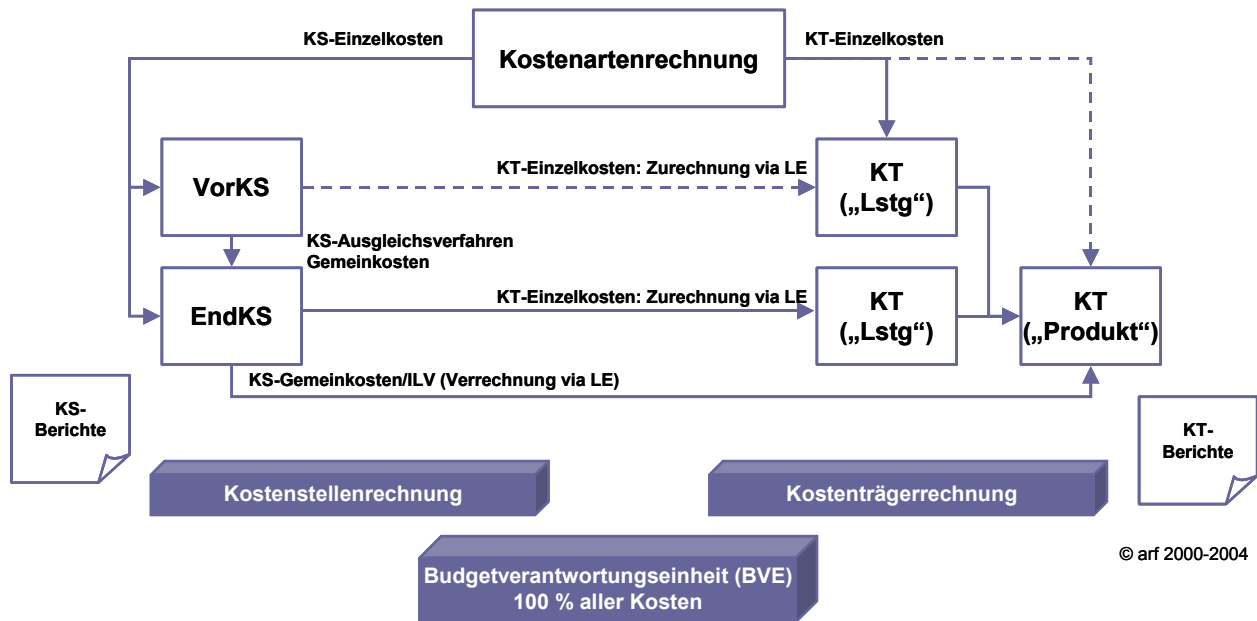 KS-Einzelkosten
KT-Einzelkosten
Kostenartenrechnung
VorKS
KT-Einzelkosten: Zurechnung via LE
KT
(„Lstg“)
KS-Ausgleichsverfahren
Gemeinkosten
EndKS
KT-Einzelkosten: Zurechnung via LE
KT
(„Lstg“)
KT
(„Produkt“)
KS-Gemeinkosten/ILV (Verrechnung via LE)
KS-
Berichte
KT-
Berichte
Kostenstellenrechnung
Kostenträgerrechnung
© arf 2000-2004
Budgetverantwortungseinheit (BVE)
100 % aller Kosten